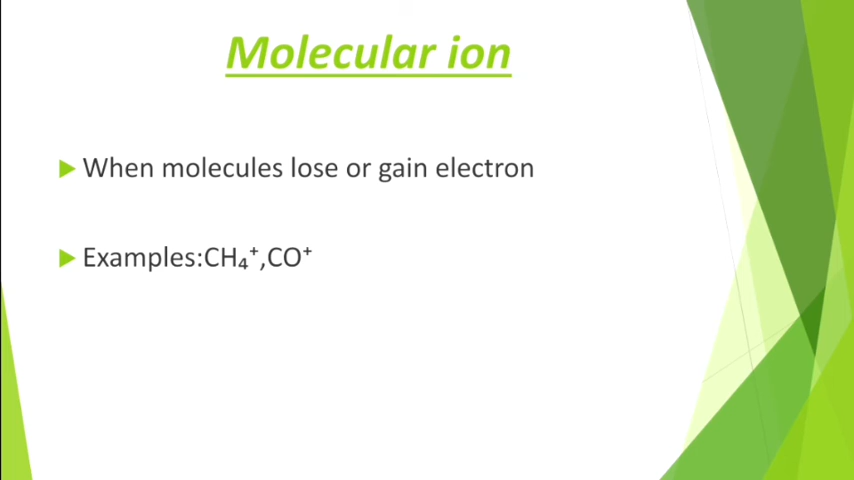 Molecular ion
When molecules lose or gain electron
Examples:CH₄⁺,CO⁺